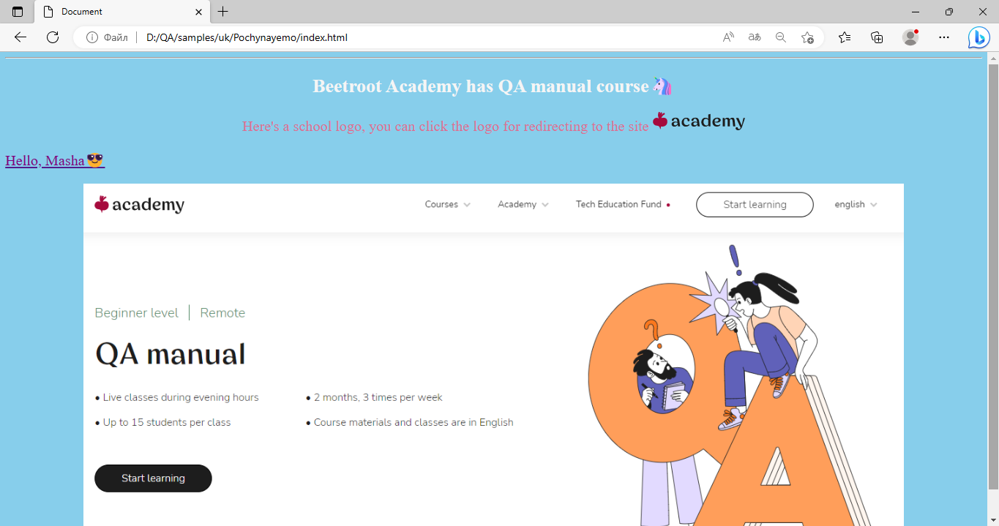 Document
Файл D:/QA/samples/uk/Pochynayemo/index.html
Beetroot Academy has QA manual course🦄
Here's a school logo, you can click the logo for redirecting to the site academy
Hello, Masha😎
academy Courses Academy Tech Education Fund • Start learning english
Beginner level | Remote
QA manual
• Live classes during evening hours • 2 months, 3 times per week
• Up to 15 students per class • Course materials and classes are in English
Start learning